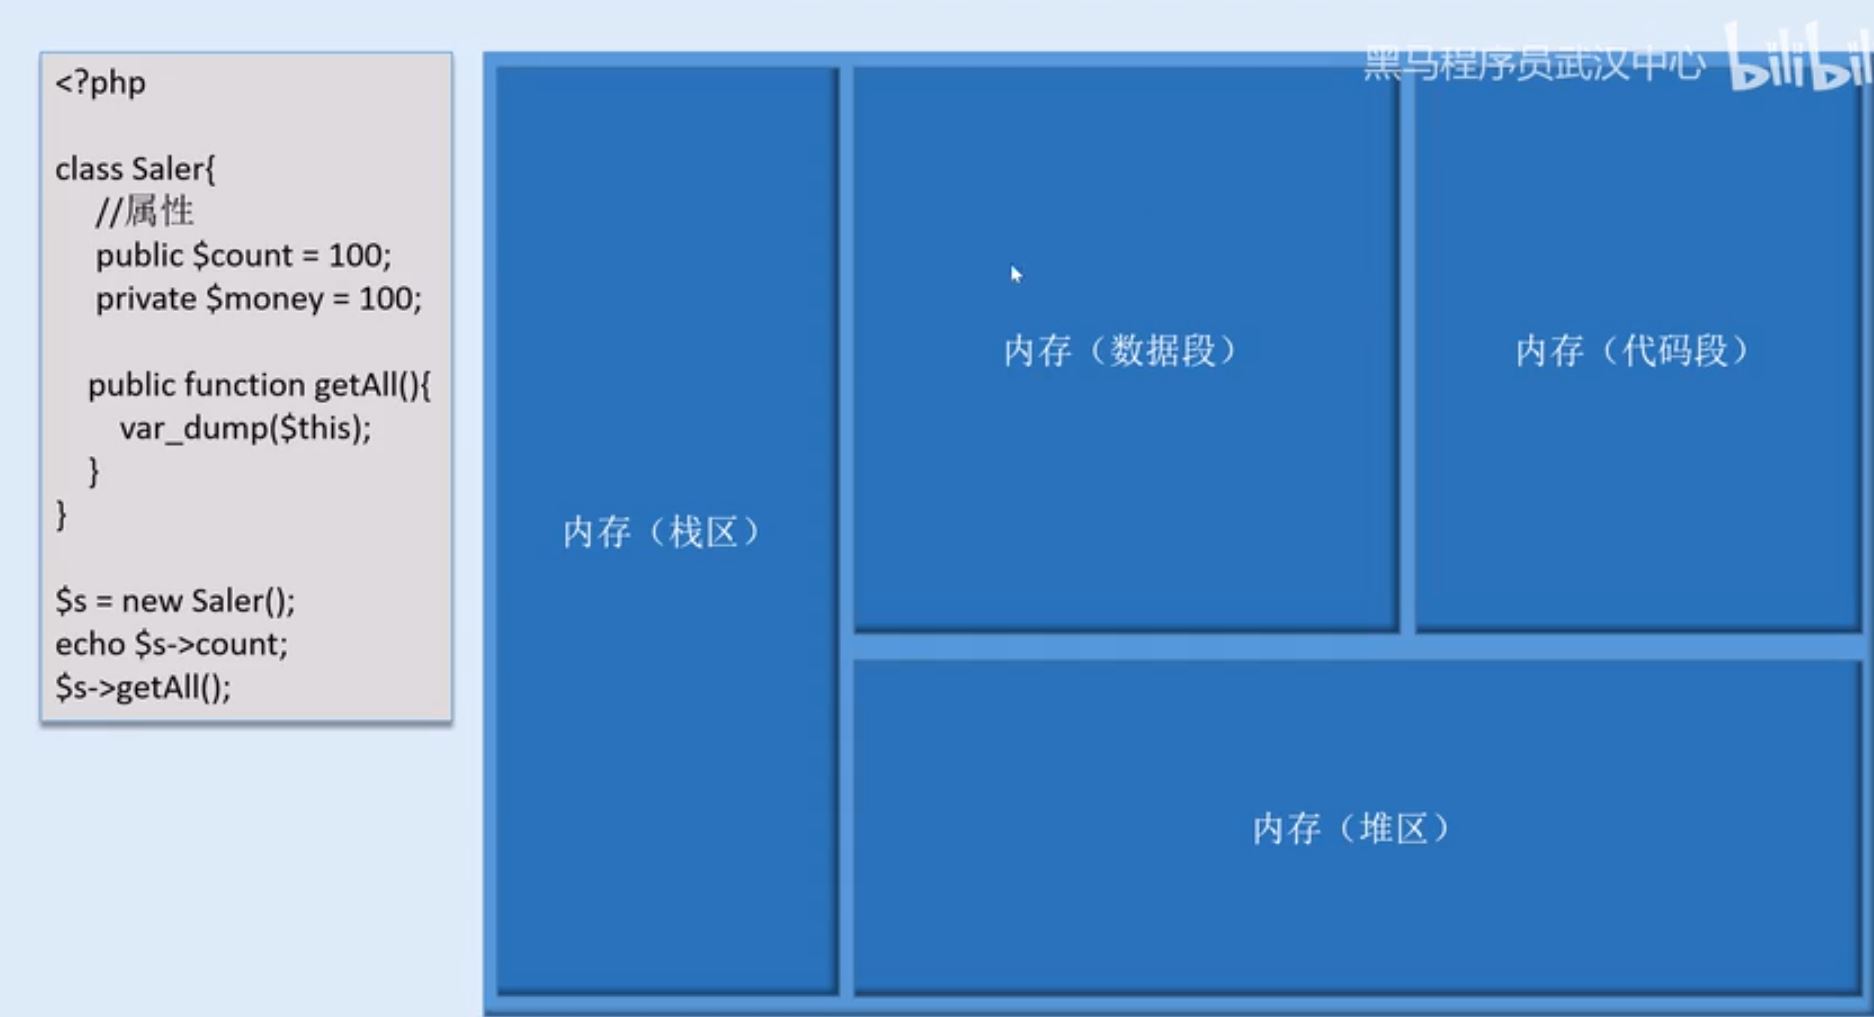 <?php
class Saler{
//属性
public $count = 100;
private $money = 100;
public function getAll(){
var_dump($this);
}
}
$s = new Saler();
echo $s->count;
$s->getAll();
黑马程序员武汉中心 bilibil
内存（数据段）
内存（代码段）
内存（栈区）
内存（堆区）